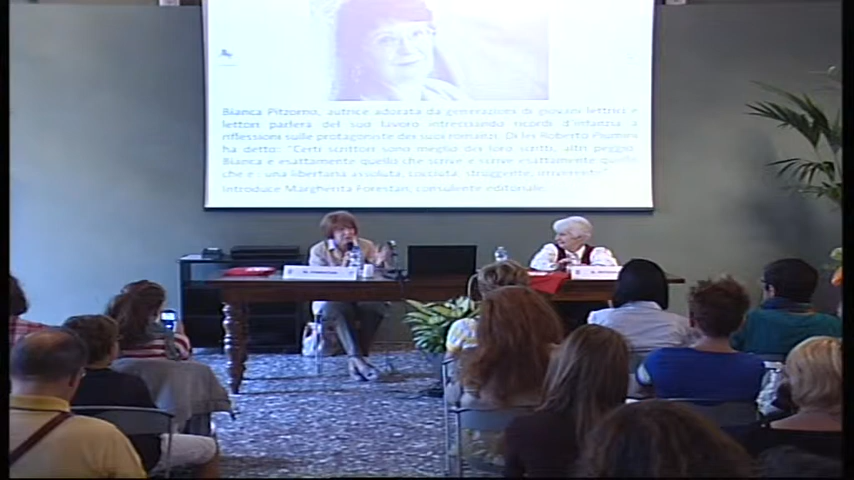 Bianca Pitzorno, autrice adorata da generazioni di giovani lettrici e
lettori parlerà del suo lavoro intrecciando ricordi d'infanzia a
riflessioni sulle protagoniste dei suoi romanzi. Di lei Roberto Piumini
ha detto: "Certi scrittori sono meglio dei loro scritti, altri peggio.
Bianca è esattamente quello che scrive e scrive esattamente quello
che è: una libertaria assoluta, struggente, irriverente".
Introduce Margherita Forestan, consulente editoriale.
M. FORESTAN
B. PITZORNO